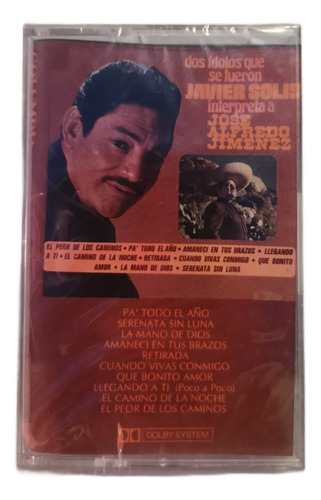 dos idolos que
se fueron
JAVIER SOLIS
interpreta a
JOSE
ALFREDO
JIMENEZ
EL PEOR DE LOS CAMINOS • PA' TODO EL AÑO • AMANECI EN TUS BRAZOS • LLEGANDO
A TI • EL CAMINO DE LA NOCHE • RETIRADA • CUANDO VIVAS CONMIGO • QUE BONITO
AMOR • LA MANO DE DIOS • SERENATA SIN LUNA
PA' TODO EL AÑO
SERENATA SIN LUNA
LA MANO DE DIOS
AMANECI EN TUS BRAZOS
RETIRADA
CUANDO VIVAS CONMIGO
QUE BONITO AMOR
LLEGANDO A TI (Poco a Poco)
EL CAMINO DE LA NOCHE
EL PEOR DE LOS CAMINOS
DOLBY SYSTEM